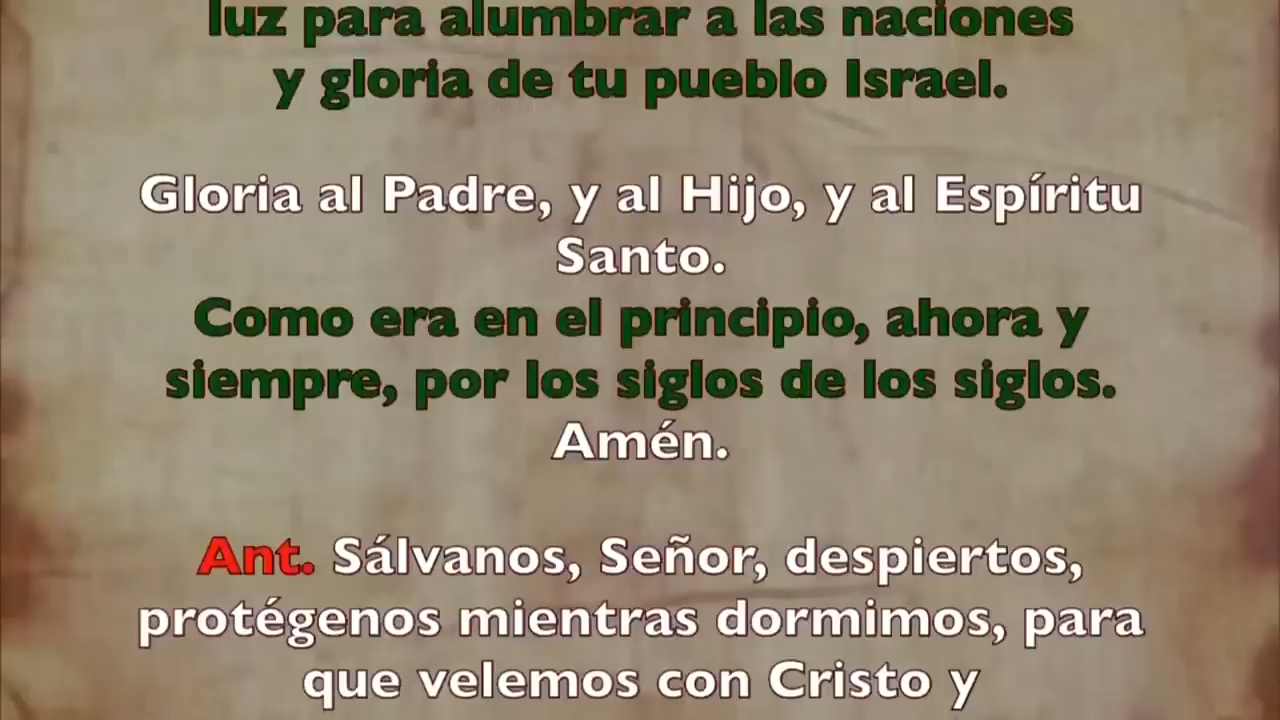 luz para alumbrar a las naciones
y gloria de tu pueblo Israel.
Gloria al Padre, y al Hijo, y al Espíritu
Santo.
Como era en el principio, ahora y
siempre, por los siglos de los siglos.
Amén.
Ant. Sálvanos, Señor, despiertos,
protégenos mientras dormimos, para
que velemos con Cristo y